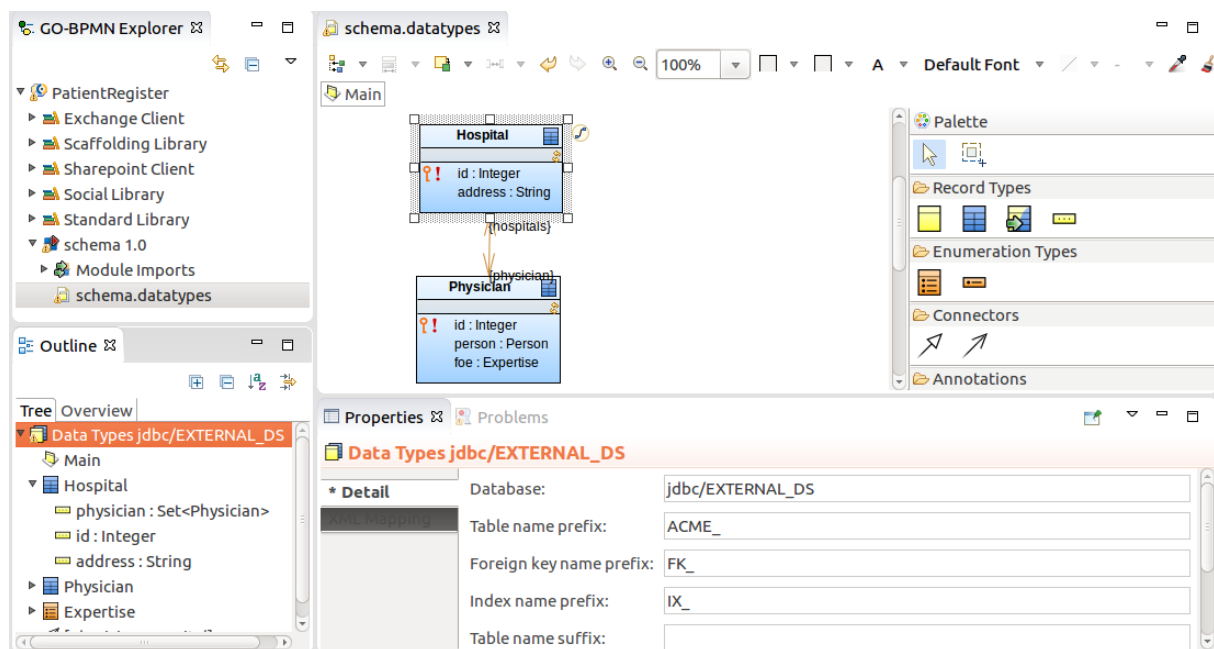 GO-BPMN Explorer
PatientRegister
Exchange Client
Scaffolding Library
Sharepoint Client
Social Library
Standard Library
schema 1.0
Module Imports
schema.datatypes
Outline
Tree Overview
Data Types jdbc/EXTERNAL_DS
Main
Hospital
physician : Set<Physician>
id : Integer
address : String
Physician
Expertise
schema.datatypes
100%
A
Default Font
Main
Hospital
id : Integer
address : String
{hospitals}
{physician}
Physician
id : Integer
person : Person
foe : Expertise
Palette
Record Types
Enumeration Types
Connectors
Annotations
Properties Problems
Data Types jdbc/EXTERNAL_DS
* Detail
XML Mapping
Database: jdbc/EXTERNAL_DS
Table name prefix: ACME_
Foreign key name prefix: FK_
Index name prefix: IX_
Table name suffix: